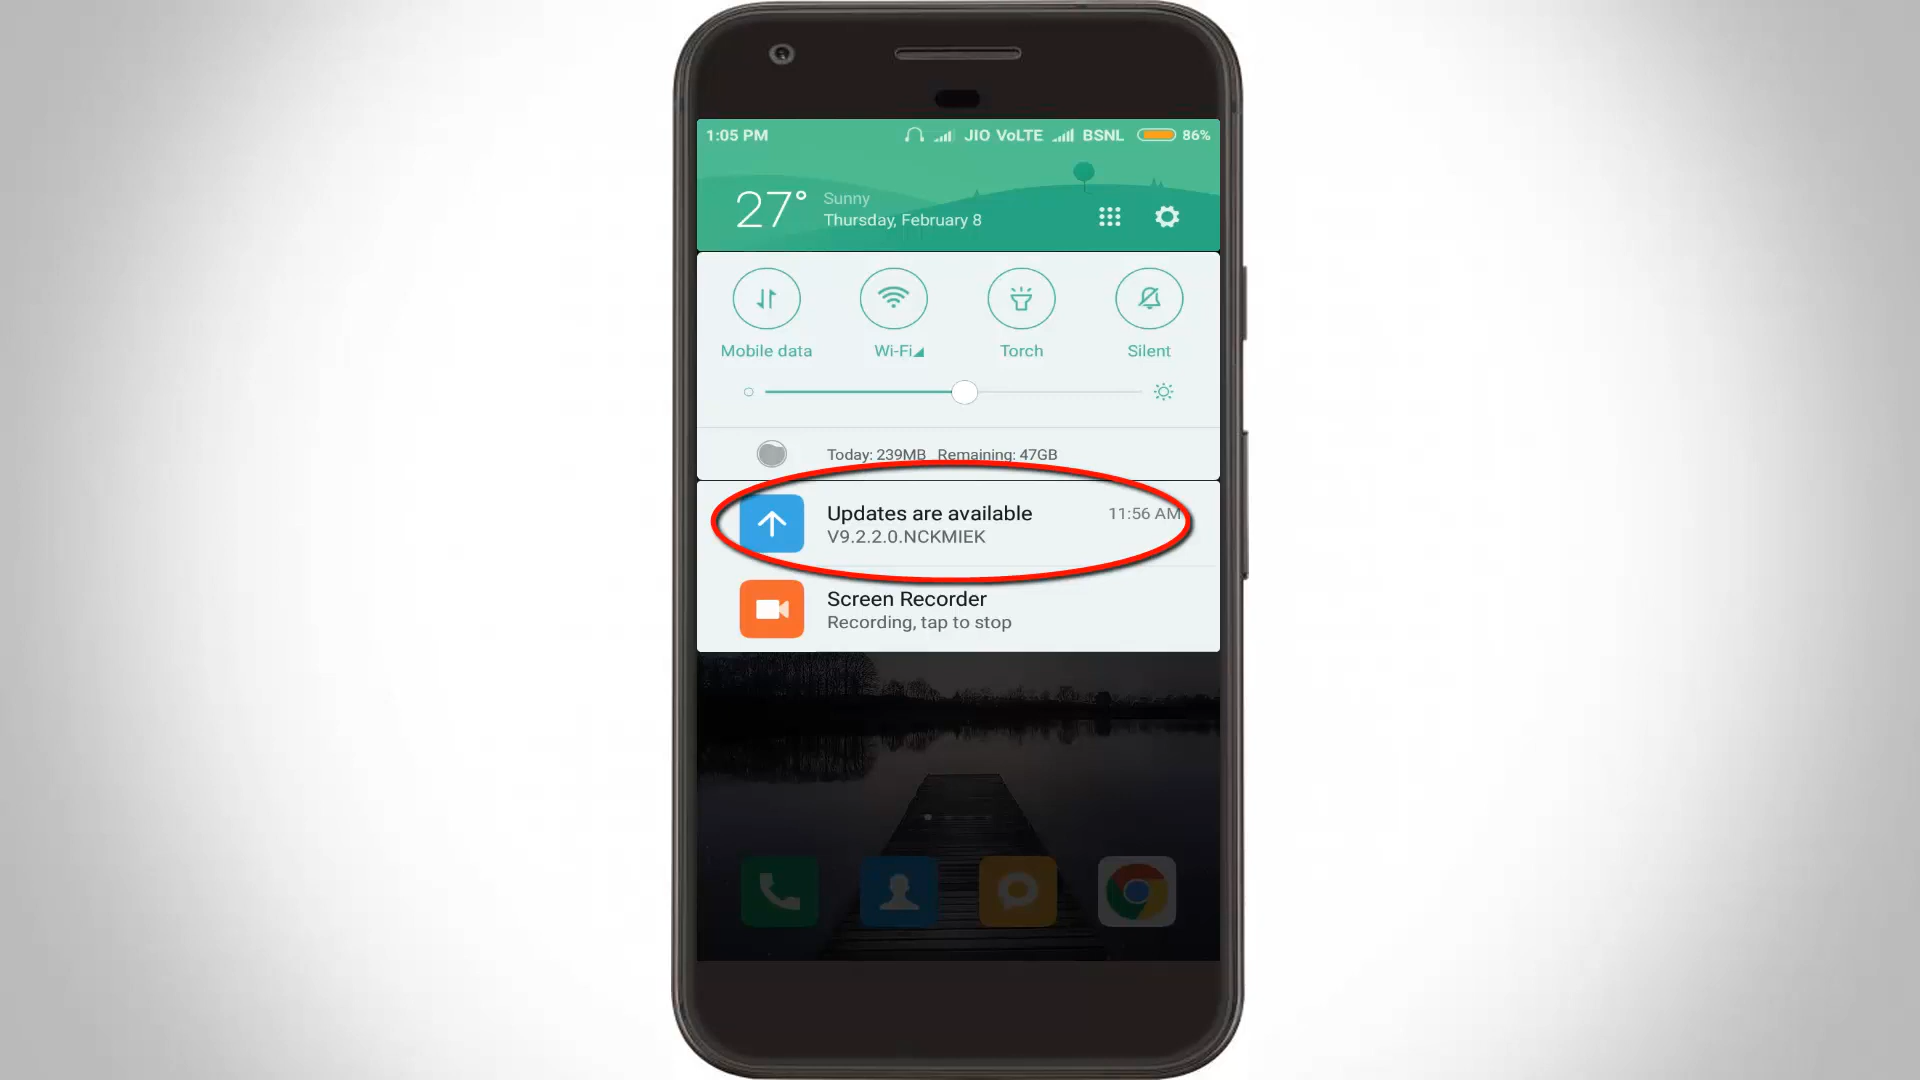 1:05 PM JIO VoLTE BSNL 86%
27° Sunny
Thursday, February 8
Mobile data Wi-Fi Torch Silent
Today: 239MB Remaining: 47GB
Updates are available 11:56 AM
V9.2.2.0.NCKMIEK
Screen Recorder
Recording, tap to stop